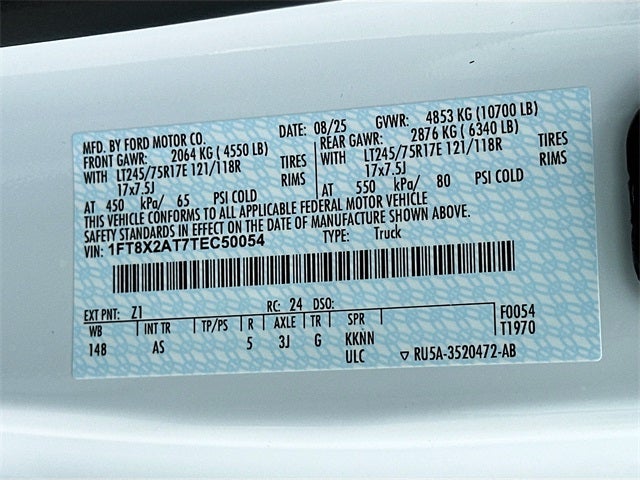 MFD. BY FORD MOTOR CO. DATE: 08/25 GVWR: 4853 KG (10700 LB)
FRONT GAWR: 2064 KG ( 4550 LB) REAR GAWR: 2876 KG ( 6340 LB)
WITH LT245/75R17E 121/118R TIRES WITH LT245/75R17E 121/118R TIRES
17x7.5J RIMS 17x7.5J RIMS
AT 450 kPa/ 65 PSI COLD AT 550 kPa/ 80 PSI COLD
THIS VEHICLE CONFORMS TO ALL APPLICABLE FEDERAL MOTOR VEHICLE
SAFETY STANDARDS IN EFFECT ON THE DATE OF MANUFACTURE SHOWN ABOVE.
VIN: 1FT8X2AT7TEC50054 TYPE: Truck
EXT PNT: Z1 RC: 24 DSO: F0054
WB INT TR TP/PS R AXLE TR SPR T1970
148 AS 5 3J G KKNN
ULC ▽ RU5A-3520472-AB